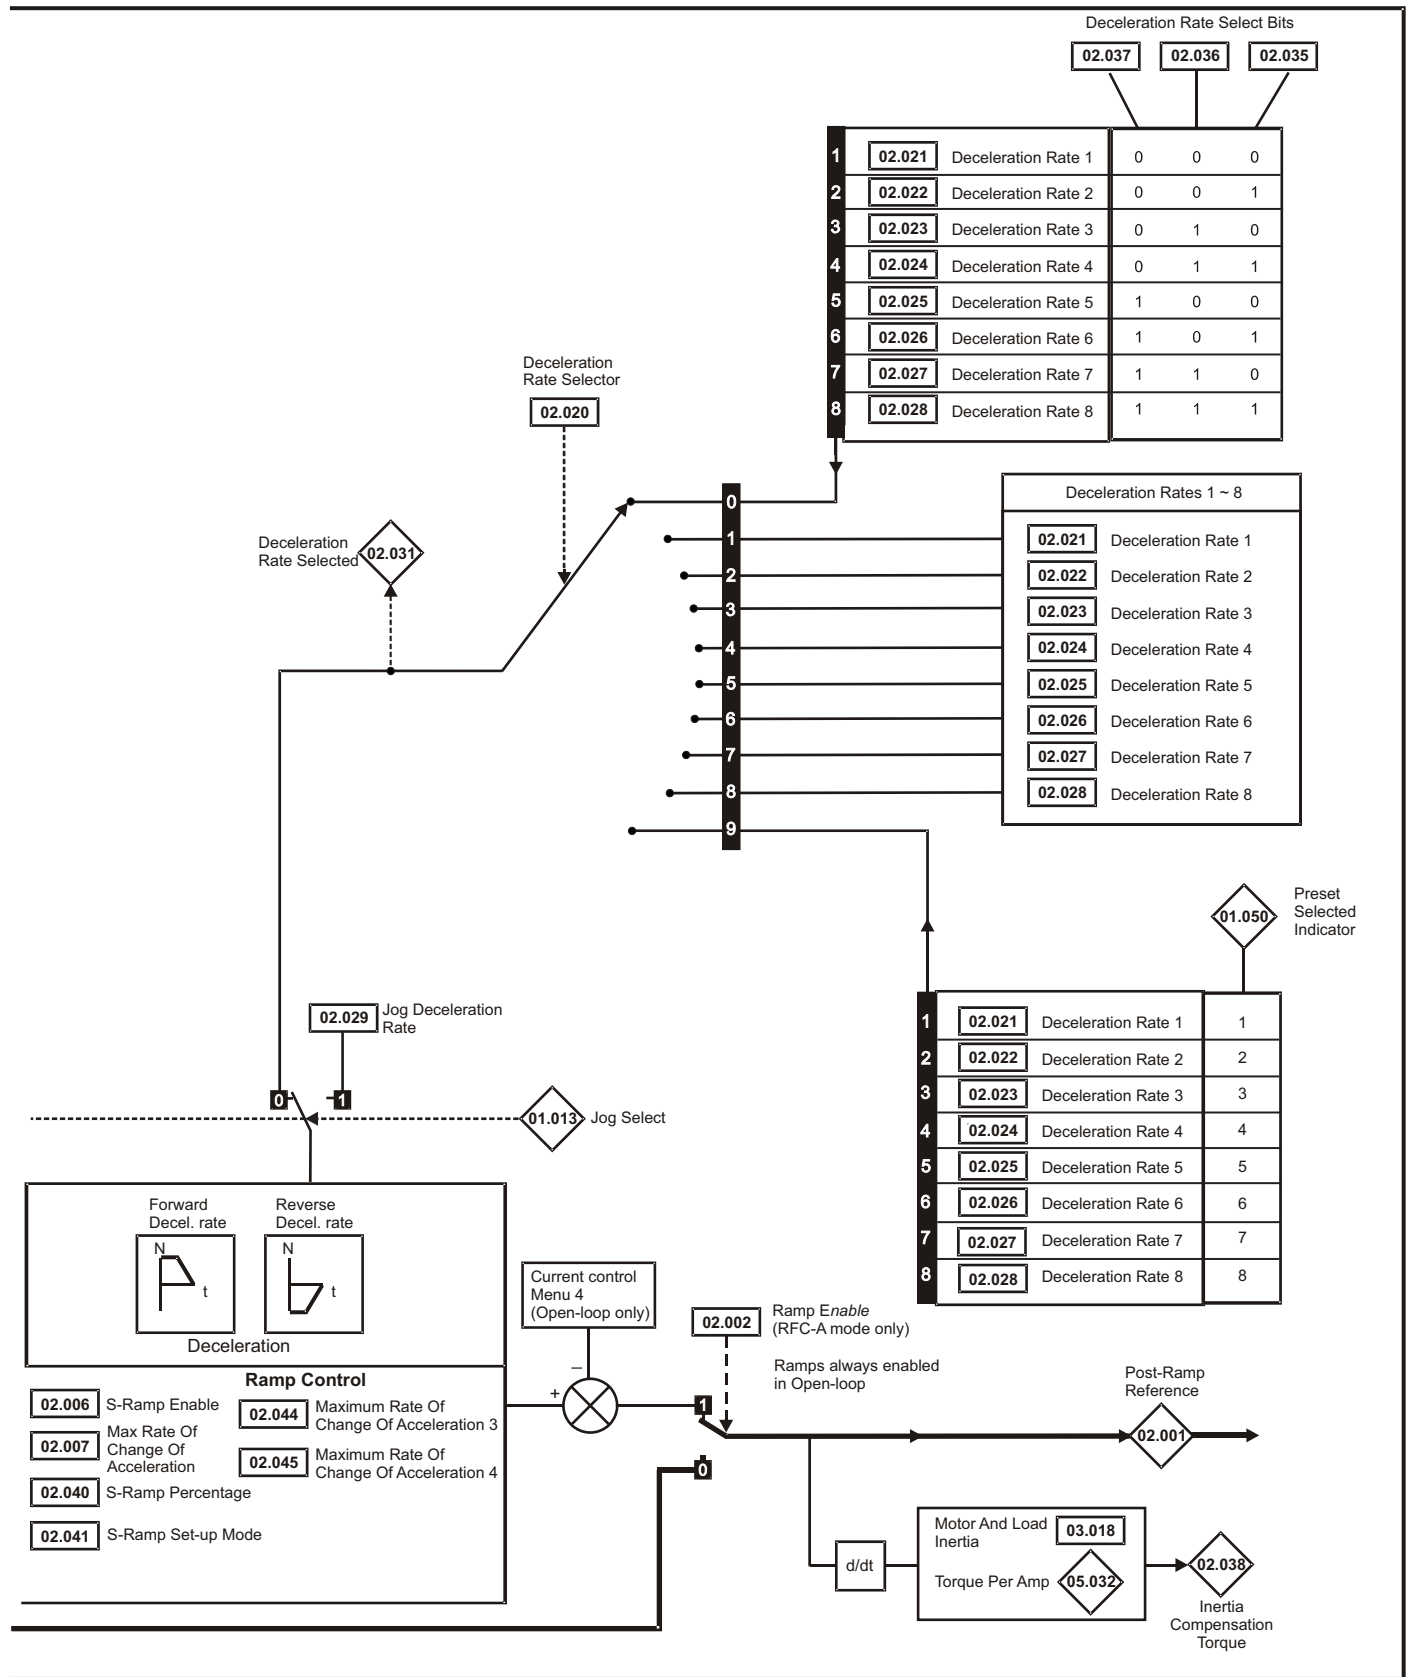 Deceleration Rate Select Bits
02.037 02.036 02.035
1 02.021 Deceleration Rate 1 0 0 0
2 02.022 Deceleration Rate 2 0 0 1
3 02.023 Deceleration Rate 3 0 1 0
4 02.024 Deceleration Rate 4 0 1 1
5 02.025 Deceleration Rate 5 1 0 0
6 02.026 Deceleration Rate 6 1 0 1
7 02.027 Deceleration Rate 7 1 1 0
8 02.028 Deceleration Rate 8 1 1 1
Deceleration
Rate Selector
02.020
Deceleration
Rate Selected
02.031
0
1
2
3
4
5
6
7
8
9
Deceleration Rates 1 ~ 8
02.021 Deceleration Rate 1
02.022 Deceleration Rate 2
02.023 Deceleration Rate 3
02.024 Deceleration Rate 4
02.025 Deceleration Rate 5
02.026 Deceleration Rate 6
02.027 Deceleration Rate 7
02.028 Deceleration Rate 8
01.050
Preset
Selected
Indicator
1 02.021 Deceleration Rate 1 1
2 02.022 Deceleration Rate 2 2
3 02.023 Deceleration Rate 3 3
4 02.024 Deceleration Rate 4 4
5 02.025 Deceleration Rate 5 5
6 02.026 Deceleration Rate 6 6
7 02.027 Deceleration Rate 7 7
8 02.028 Deceleration Rate 8 8
02.029
Jog Deceleration
Rate
0 1
01.013 Jog Select
Forward
Decel. rate
N
t
Reverse
Decel. rate
N
t
Deceleration
Ramp Control
02.006 S-Ramp Enable
02.007
Max Rate Of
Change Of
Acceleration
02.040 S-Ramp Percentage
02.041 S-Ramp Set-up Mode
02.044
Maximum Rate Of
Change Of Acceleration 3
02.045
Maximum Rate Of
Change Of Acceleration 4
Current control
Menu 4
(Open-loop only)
–
+
02.002
Ramp Enable
(RFC-A mode only)
Ramps always enabled
in Open-loop
1
0
Post-Ramp
Reference
02.001
d/dt
Motor And Load
Inertia
03.018
Torque Per Amp 05.032
02.038
Inertia
Compensation
Torque